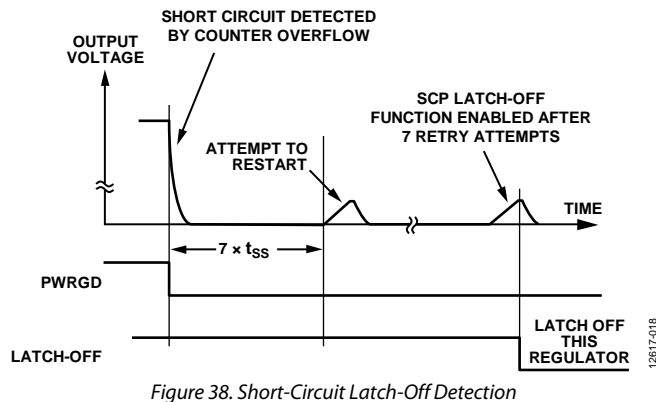 SHORT CIRCUIT DETECTED
BY COUNTER OVERFLOW
OUTPUT
VOLTAGE
SCP LATCH-OFF
FUNCTION ENABLED AFTER
7 RETRY ATTEMPTS
ATTEMPT TO
RESTART
TIME
7 × tSS
PWRGD
LATCH-OFF
LATCH OFF
THIS
REGULATOR
12617-018
Figure 38. Short-Circuit Latch-Off Detection